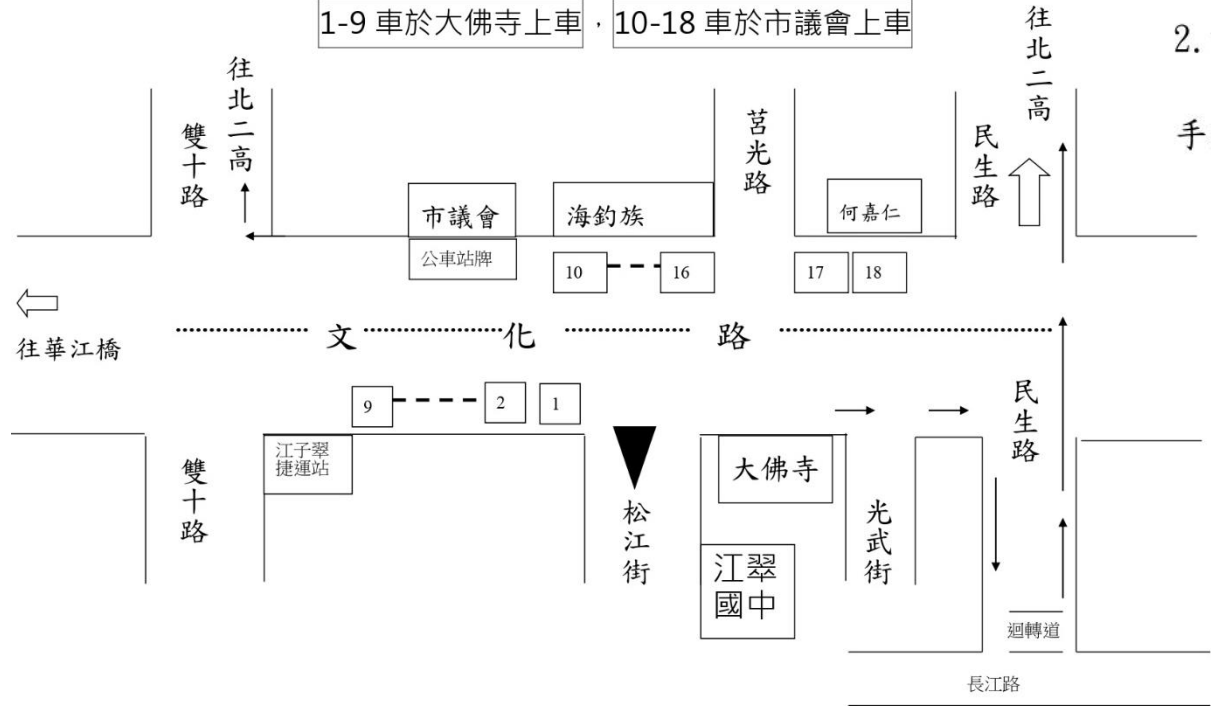 1-9 車於大佛寺上車，10-18 車於市議會上車
2.
手
往北二高
往北二高
雙十路
莒光路
民生路
市議會
海釣族
何嘉仁
公車站牌
10
16
17
18
往華江橋
文化路
9
2
1
民生路
江子翠
捷運站
雙十路
松江街
大佛寺
光武街
江翠
國中
迴轉道
長江路